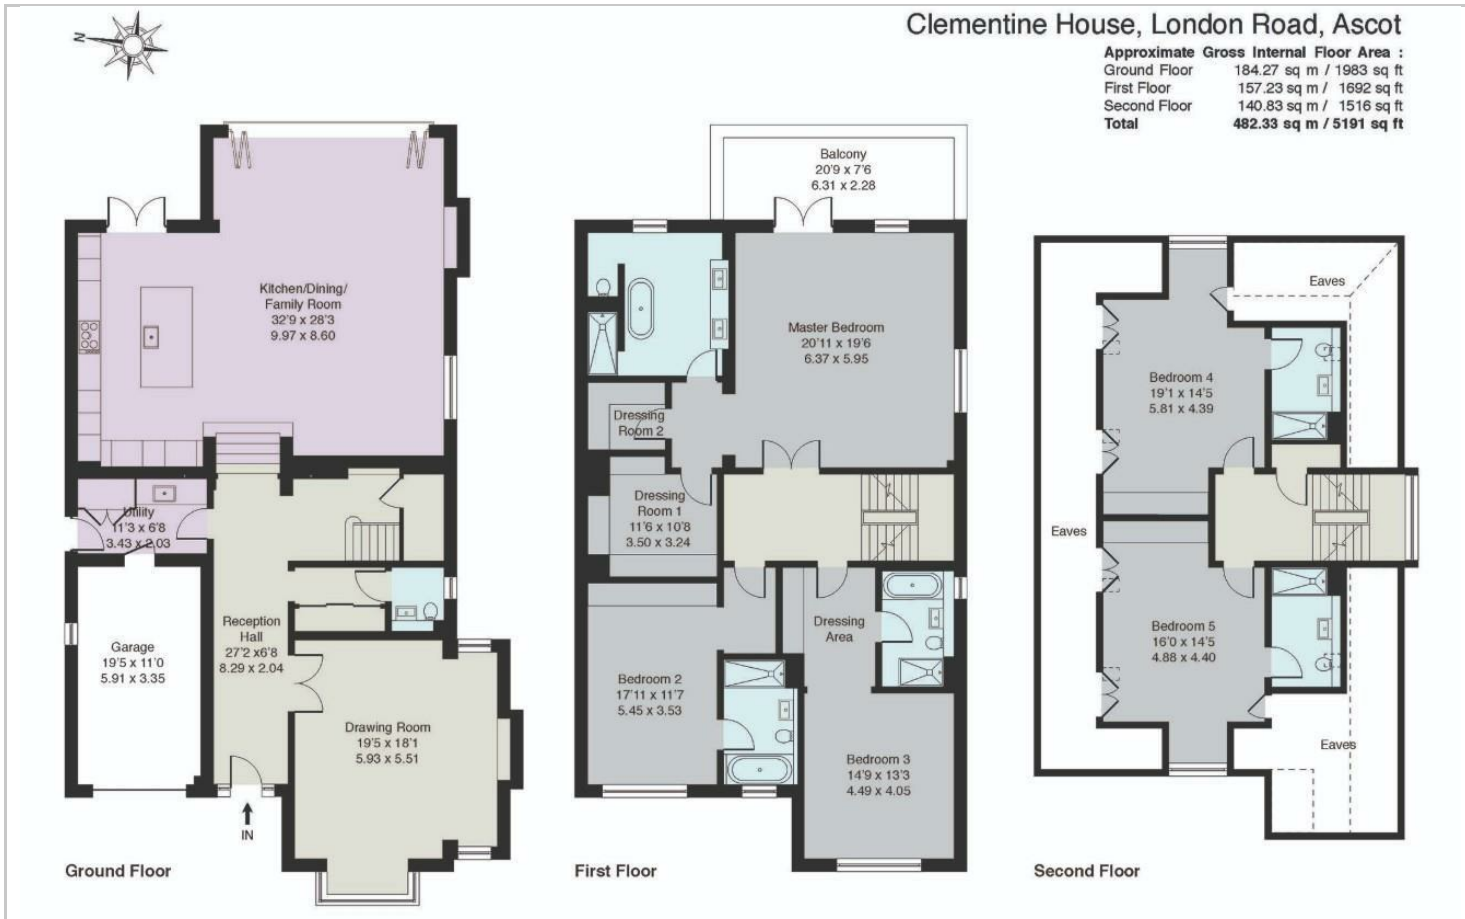 Clementine House, London Road, Ascot
Approximate Gross Internal Floor Area :
Ground Floor 184.27 sq m / 1983 sq ft
First Floor 157.23 sq m / 1692 sq ft
Second Floor 140.83 sq m / 1516 sq ft
Total 482.33 sq m / 5191 sq ft
N
Kitchen/Dining/
Family Room
32'9 x 28'3
9.97 x 8.60
Utility
11'3 x 6'8
3.43 x 2.03
Garage
19'5 x 11'0
5.91 x 3.35
Reception
Hall
27'2 x6'8
8.29 x 2.04
Drawing Room
19'5 x 18'1
5.93 x 5.51
IN
Ground Floor
Balcony
20'9 x 7'6
6.31 x 2.28
Master Bedroom
20'11 x 19'6
6.37 x 5.95
Dressing
Room 2
Dressing
Room 1
11'6 x 10'8
3.50 x 3.24
Dressing
Area
Bedroom 2
17'11 x 11'7
5.45 x 3.53
Bedroom 3
14'9 x 13'3
4.49 x 4.05
First Floor
Eaves
Bedroom 4
19'1 x 14'5
5.81 x 4.39
Eaves
Bedroom 5
16'0 x 14'5
4.88 x 4.40
Eaves
Second Floor